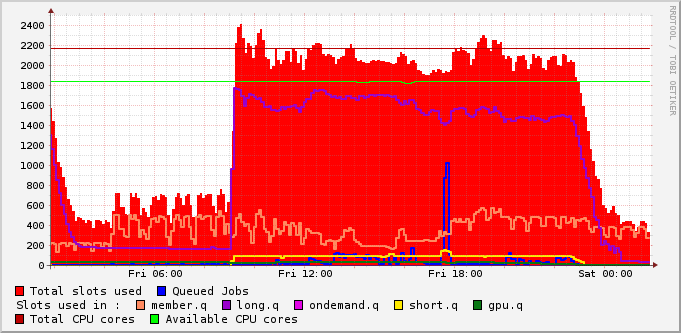 RRDTOOL / TOBI OETIKER
2400
2200
2000
1800
1600
1400
1200
1000
800
600
400
200
0
Fri 06:00 Fri 12:00 Fri 18:00 Sat 00:00
Total slots used Queued Jobs
Slots used in : member.q long.q ondemand.q short.q gpu.q
Total CPU cores Available CPU cores